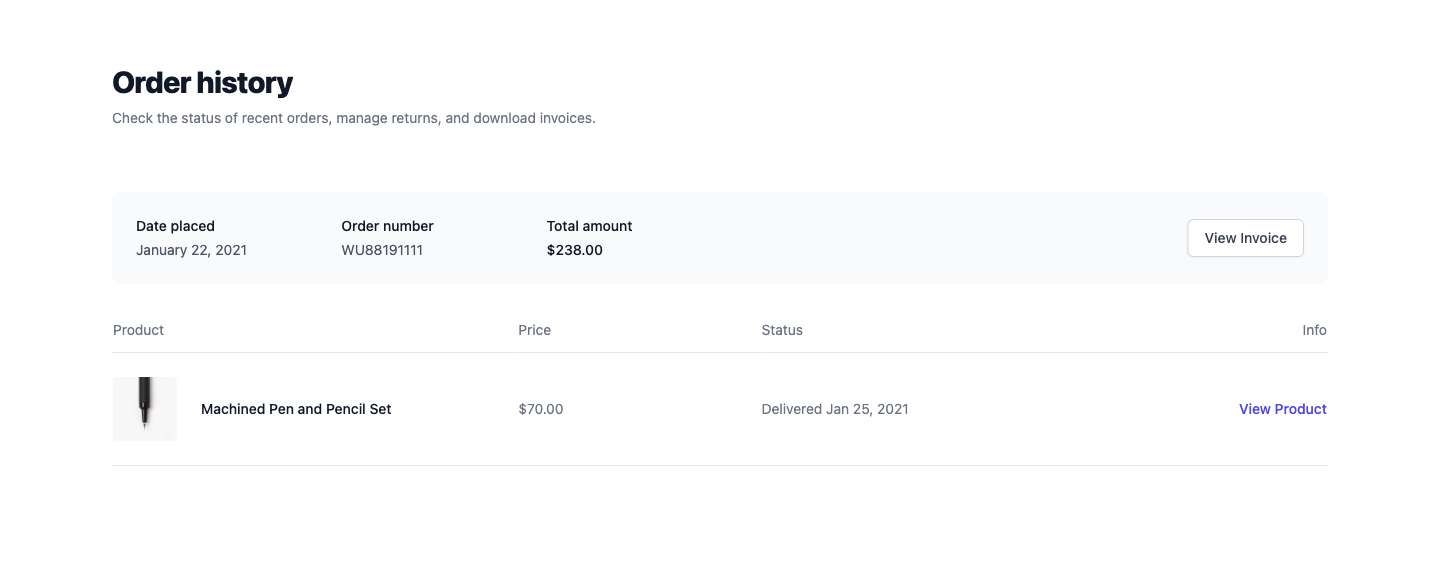 Order history
Check the status of recent orders, manage returns, and download invoices.
Date placed
January 22, 2021
Order number
WU88191111
Total amount
$238.00
View Invoice
Product Price Status Info
Machined Pen and Pencil Set $70.00 Delivered Jan 25, 2021 View Product